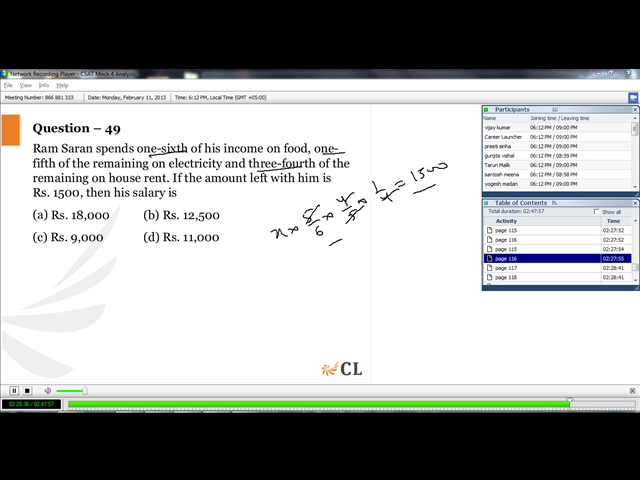 Network Recording Player - CSAT Mock 4 Analysis
File View Info Help
Meeting Number: 866 881 333 Date: Monday, February 11, 2013 Time: 6:12 PM, Local Time (GMT +05:00)
Question – 49
Ram Saran spends one-sixth of his income on food, one-
fifth of the remaining on electricity and three-fourth of the
remaining on house rent. If the amount left with him is
Rs. 1500, then his salary is
(a) Rs. 18,000 (b) Rs. 12,500
(c) Rs. 9,000 (d) Rs. 11,000
x × 5/6 × 4/5 × 1/4 = 1500
CL
Participants
Name Joining time / Leaving time
vijay kumar 06:12 PM / 09:00 PM
Career Launcher 06:12 PM / 09:00 PM
preeti sinha 06:12 PM / 09:00 PM
gunjita vishal 06:12 PM / 08:59 PM
Tarun Malik 06:12 PM / 09:00 PM
santosh meena 06:12 PM / 08:58 PM
yogesh madan 06:12 PM / 09:00 PM
Table of Contents
Total duration: 02:47:57 Show all
Activity Time
page 115 02:27:52
page 116 02:27:52
page 115 02:27:54
page 116 02:27:55
page 117 02:28:41
page 118 02:28:41
02:28:36 / 02:47:57